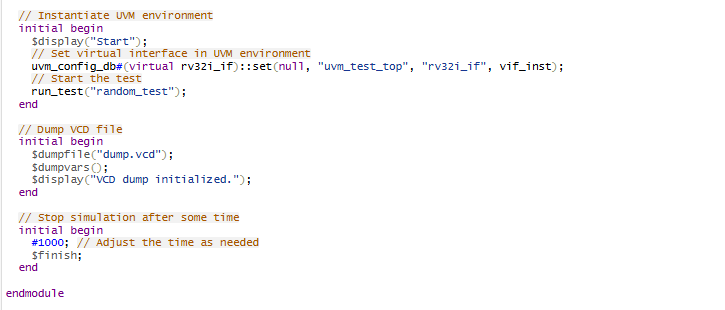 // Instantiate UVM environment
initial begin
$display("Start");
// Set virtual interface in UVM environment
uvm_config_db#(virtual rv32i_if)::set(null, "uvm_test_top", "rv32i_if", vif_inst);
// Start the test
run_test("random_test");
end
// Dump VCD file
initial begin
$dumpfile("dump.vcd");
$dumpvars();
$display("VCD dump initialized.");
end
// Stop simulation after some time
initial begin
#1000; // Adjust the time as needed
$finish;
end
endmodule